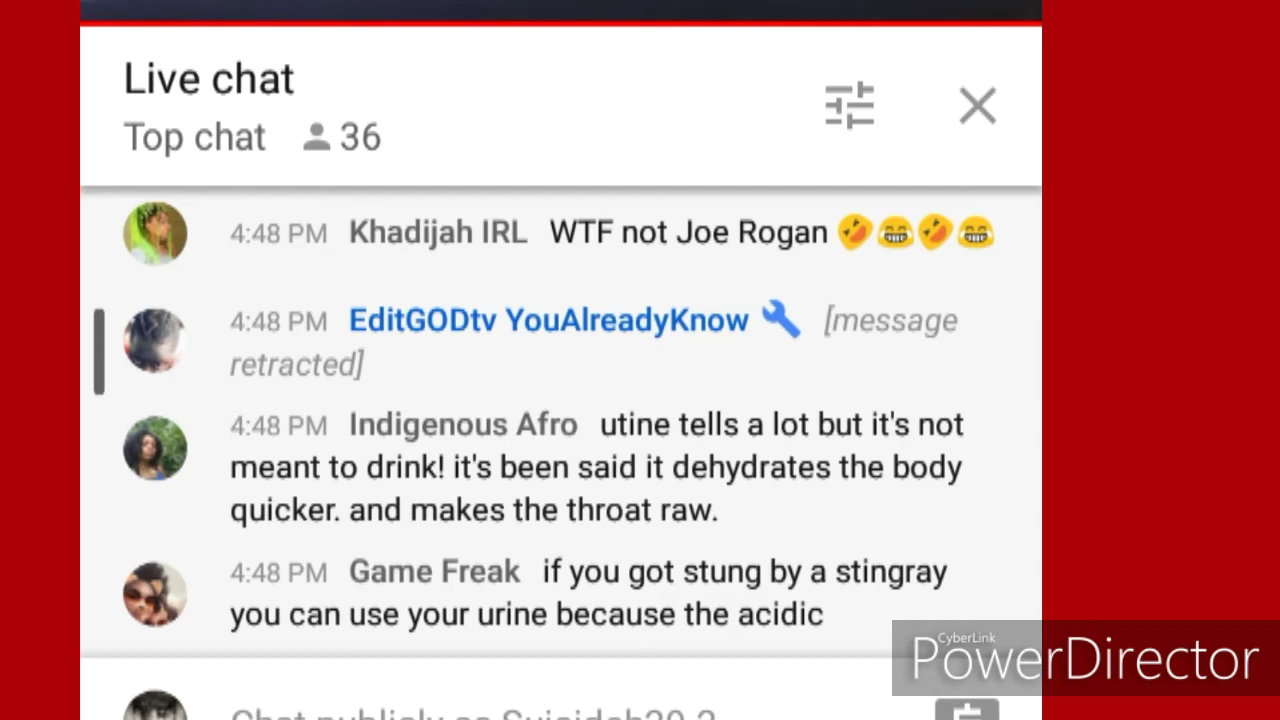 Live chat
Top chat 36
4:48 PM Khadijah IRL WTF not Joe Rogan 🤣😂🤣😂
4:48 PM EditGODtv YouAlreadyKnow 🔧 [message
retracted]
4:48 PM Indigenous Afro utine tells a lot but it's not
meant to drink! it's been said it dehydrates the body
quicker. and makes the throat raw.
4:48 PM Game Freak if you got stung by a stingray
you can use your urine because the acidic
CyberLink
PowerDirector
Chat publicly as